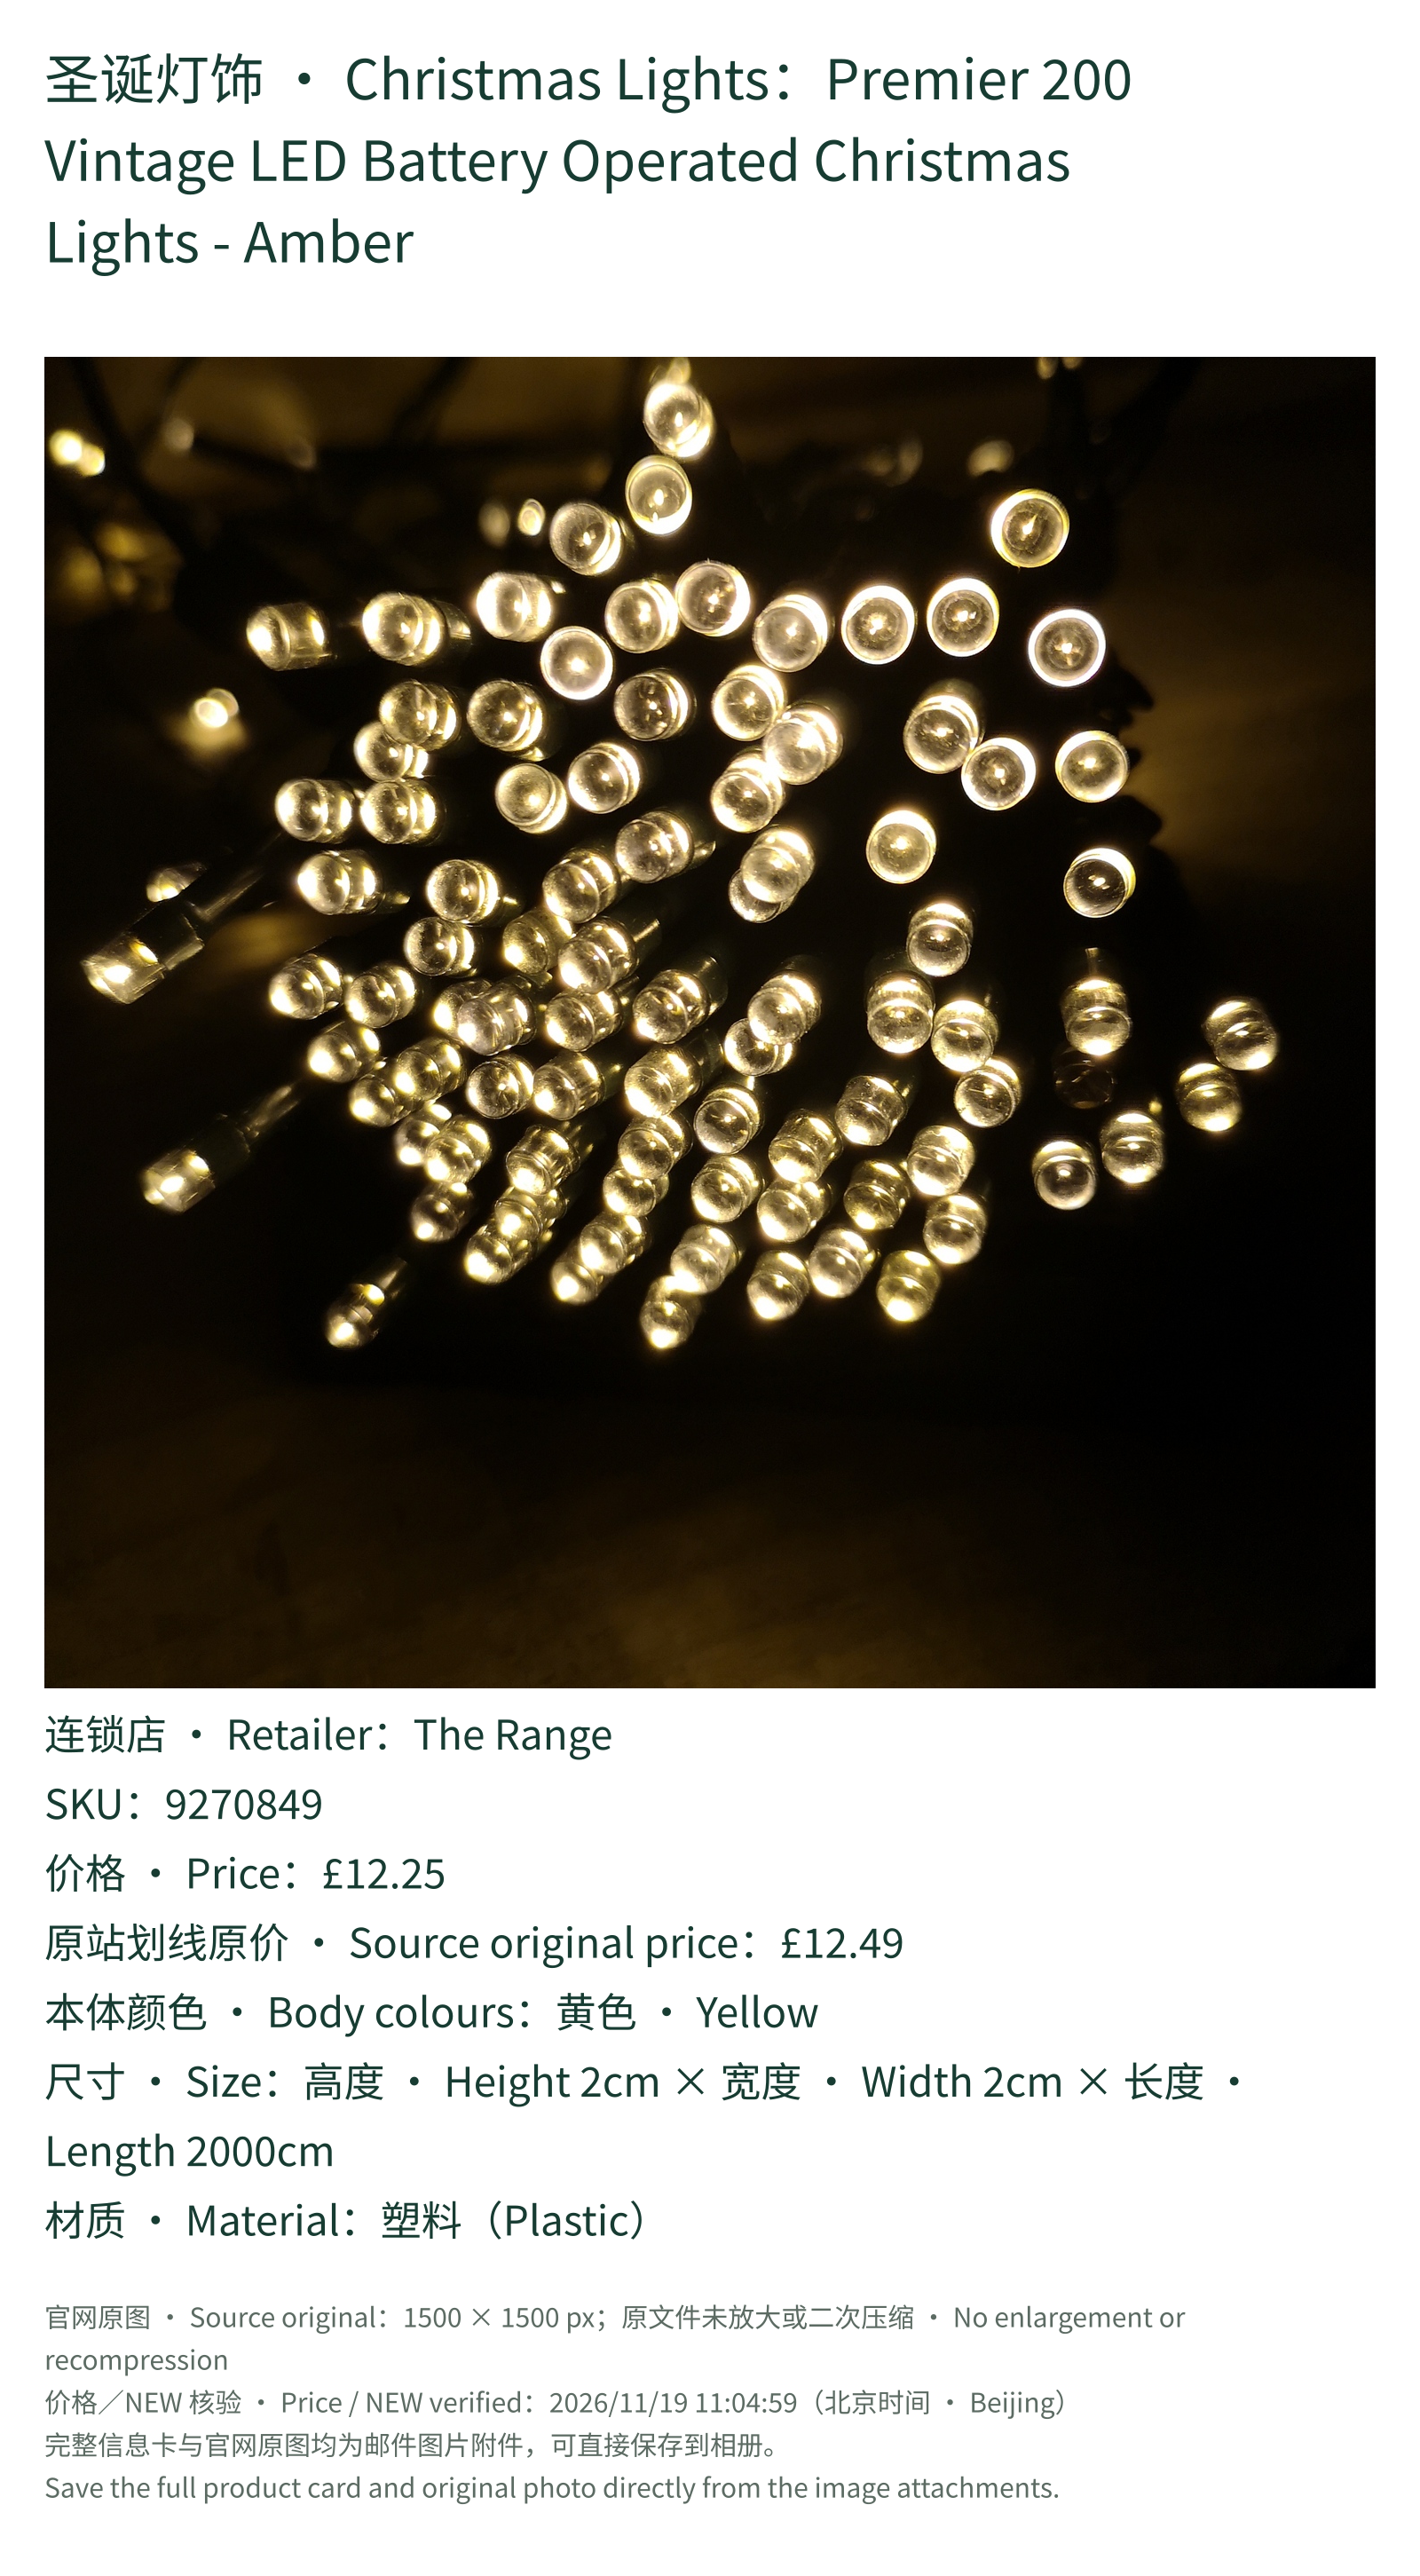 圣诞灯饰 · Christmas Lights：Premier 200
Vintage LED Battery Operated Christmas
Lights - Amber
连锁店 · Retailer：The Range
SKU：9270849
价格 · Price：£12.25
原站划线原价 · Source original price：£12.49
本体颜色 · Body colours：黄色 · Yellow
尺寸 · Size：高度 · Height 2cm × 宽度 · Width 2cm × 长度 ·
Length 2000cm
材质 · Material：塑料（Plastic）
官网原图 · Source original：1500 × 1500 px；原文件未放大或二次压缩 · No enlargement or
recompression
价格／NEW 核验 · Price / NEW verified：2026/11/19 11:04:59（北京时间 · Beijing）
完整信息卡与官网原图均为邮件图片附件，可直接保存到相册。
Save the full product card and original photo directly from the image attachments.